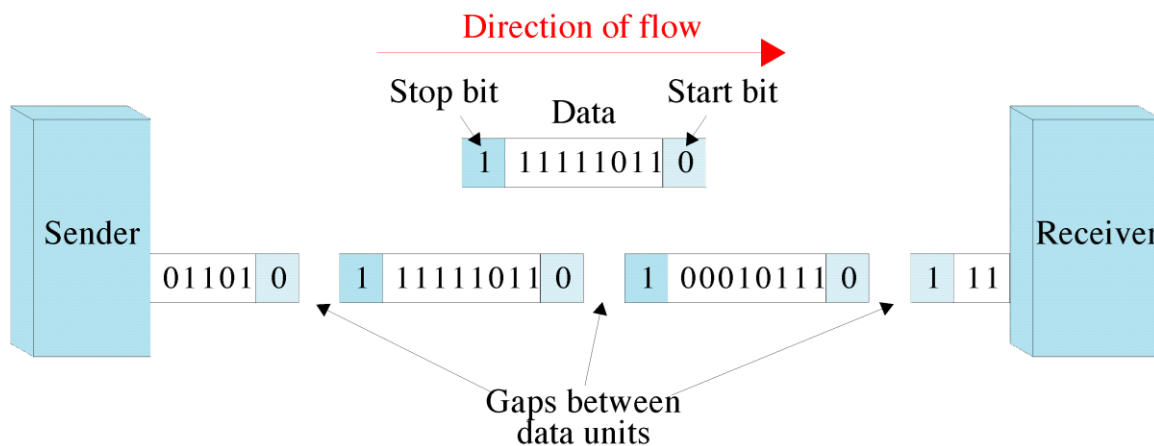 Direction of flow
Stop bit
Data
Start bit
1 11111011 0
Sender
Receiver
01101 0
1 11111011 0
1 00010111 0
1 11
Gaps between
data units